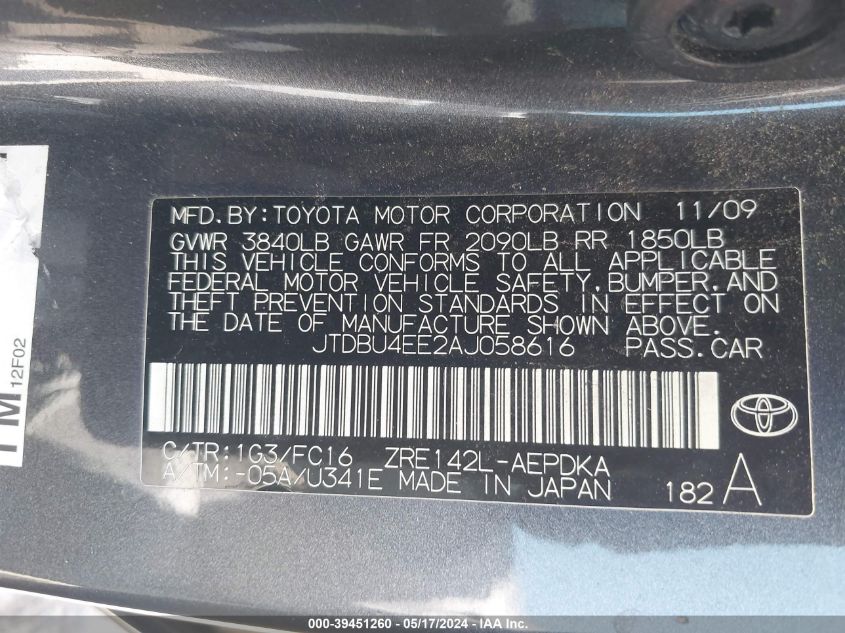 MFD.BY:TOYOTA MOTOR CORPORATION 11/09
GVWR 3840LB GAWR FR 2090LB RR 1850LB
THIS VEHICLE CONFORMS TO ALL APPLICABLE
FEDERAL MOTOR VEHICLE SAFETY,BUMPER,AND
THEFT PREVENTION STANDARDS IN EFFECT ON
THE DATE OF MANUFACTURE SHOWN ABOVE.
JTDBU4EE2AJ058616 PASS.CAR
C/TR:1G3/FC16 ZRE142L-AEPDKA
A/TM:-05A/U341E MADE IN JAPAN
182 A
12F02
000-39451260 - 05/17/2024 - IAA Inc.